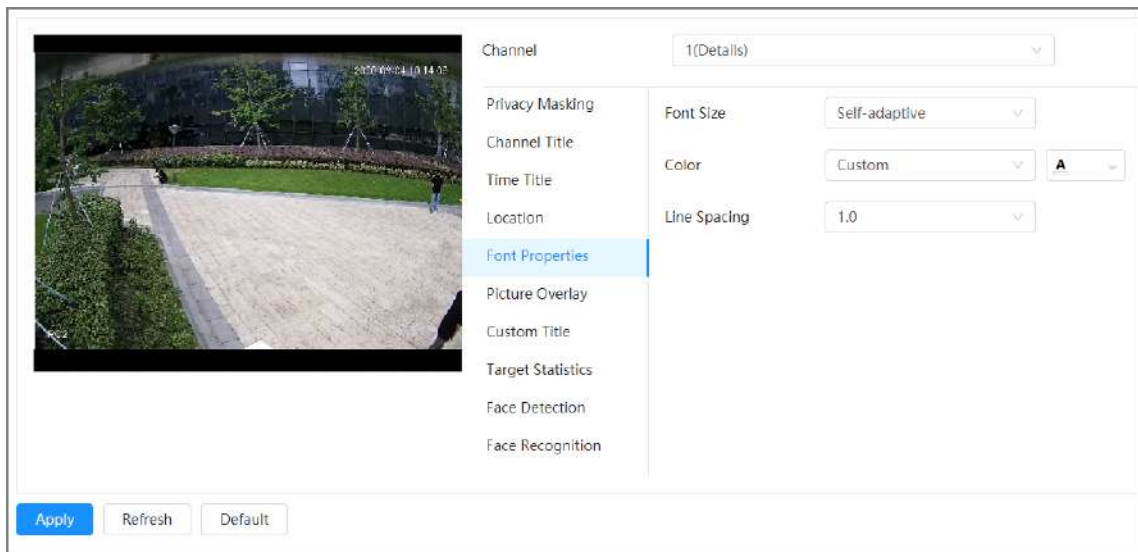 Channel
1(Details)
Privacy Masking
Channel Title
Time Title
Location
Font Properties
Picture Overlay
Custom Title
Target Statistics
Face Detection
Face Recognition
Font Size
Self-adaptive
Color
Custom
A
Line Spacing
1.0
Apply
Refresh
Default